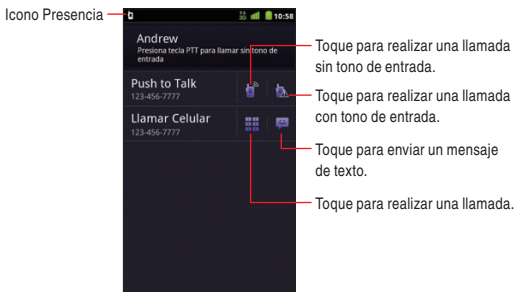 Icono Presencia
3G
10:58
Andrew
Presiona tecla PTT para llamar sin tono de
entrada
Push to Talk
123-456-7777
Llamar Celular
123-456-7777
Toque para realizar una llamada
sin tono de entrada.
Toque para realizar una llamada
con tono de entrada.
Toque para enviar un mensaje
de texto.
Toque para realizar una llamada.